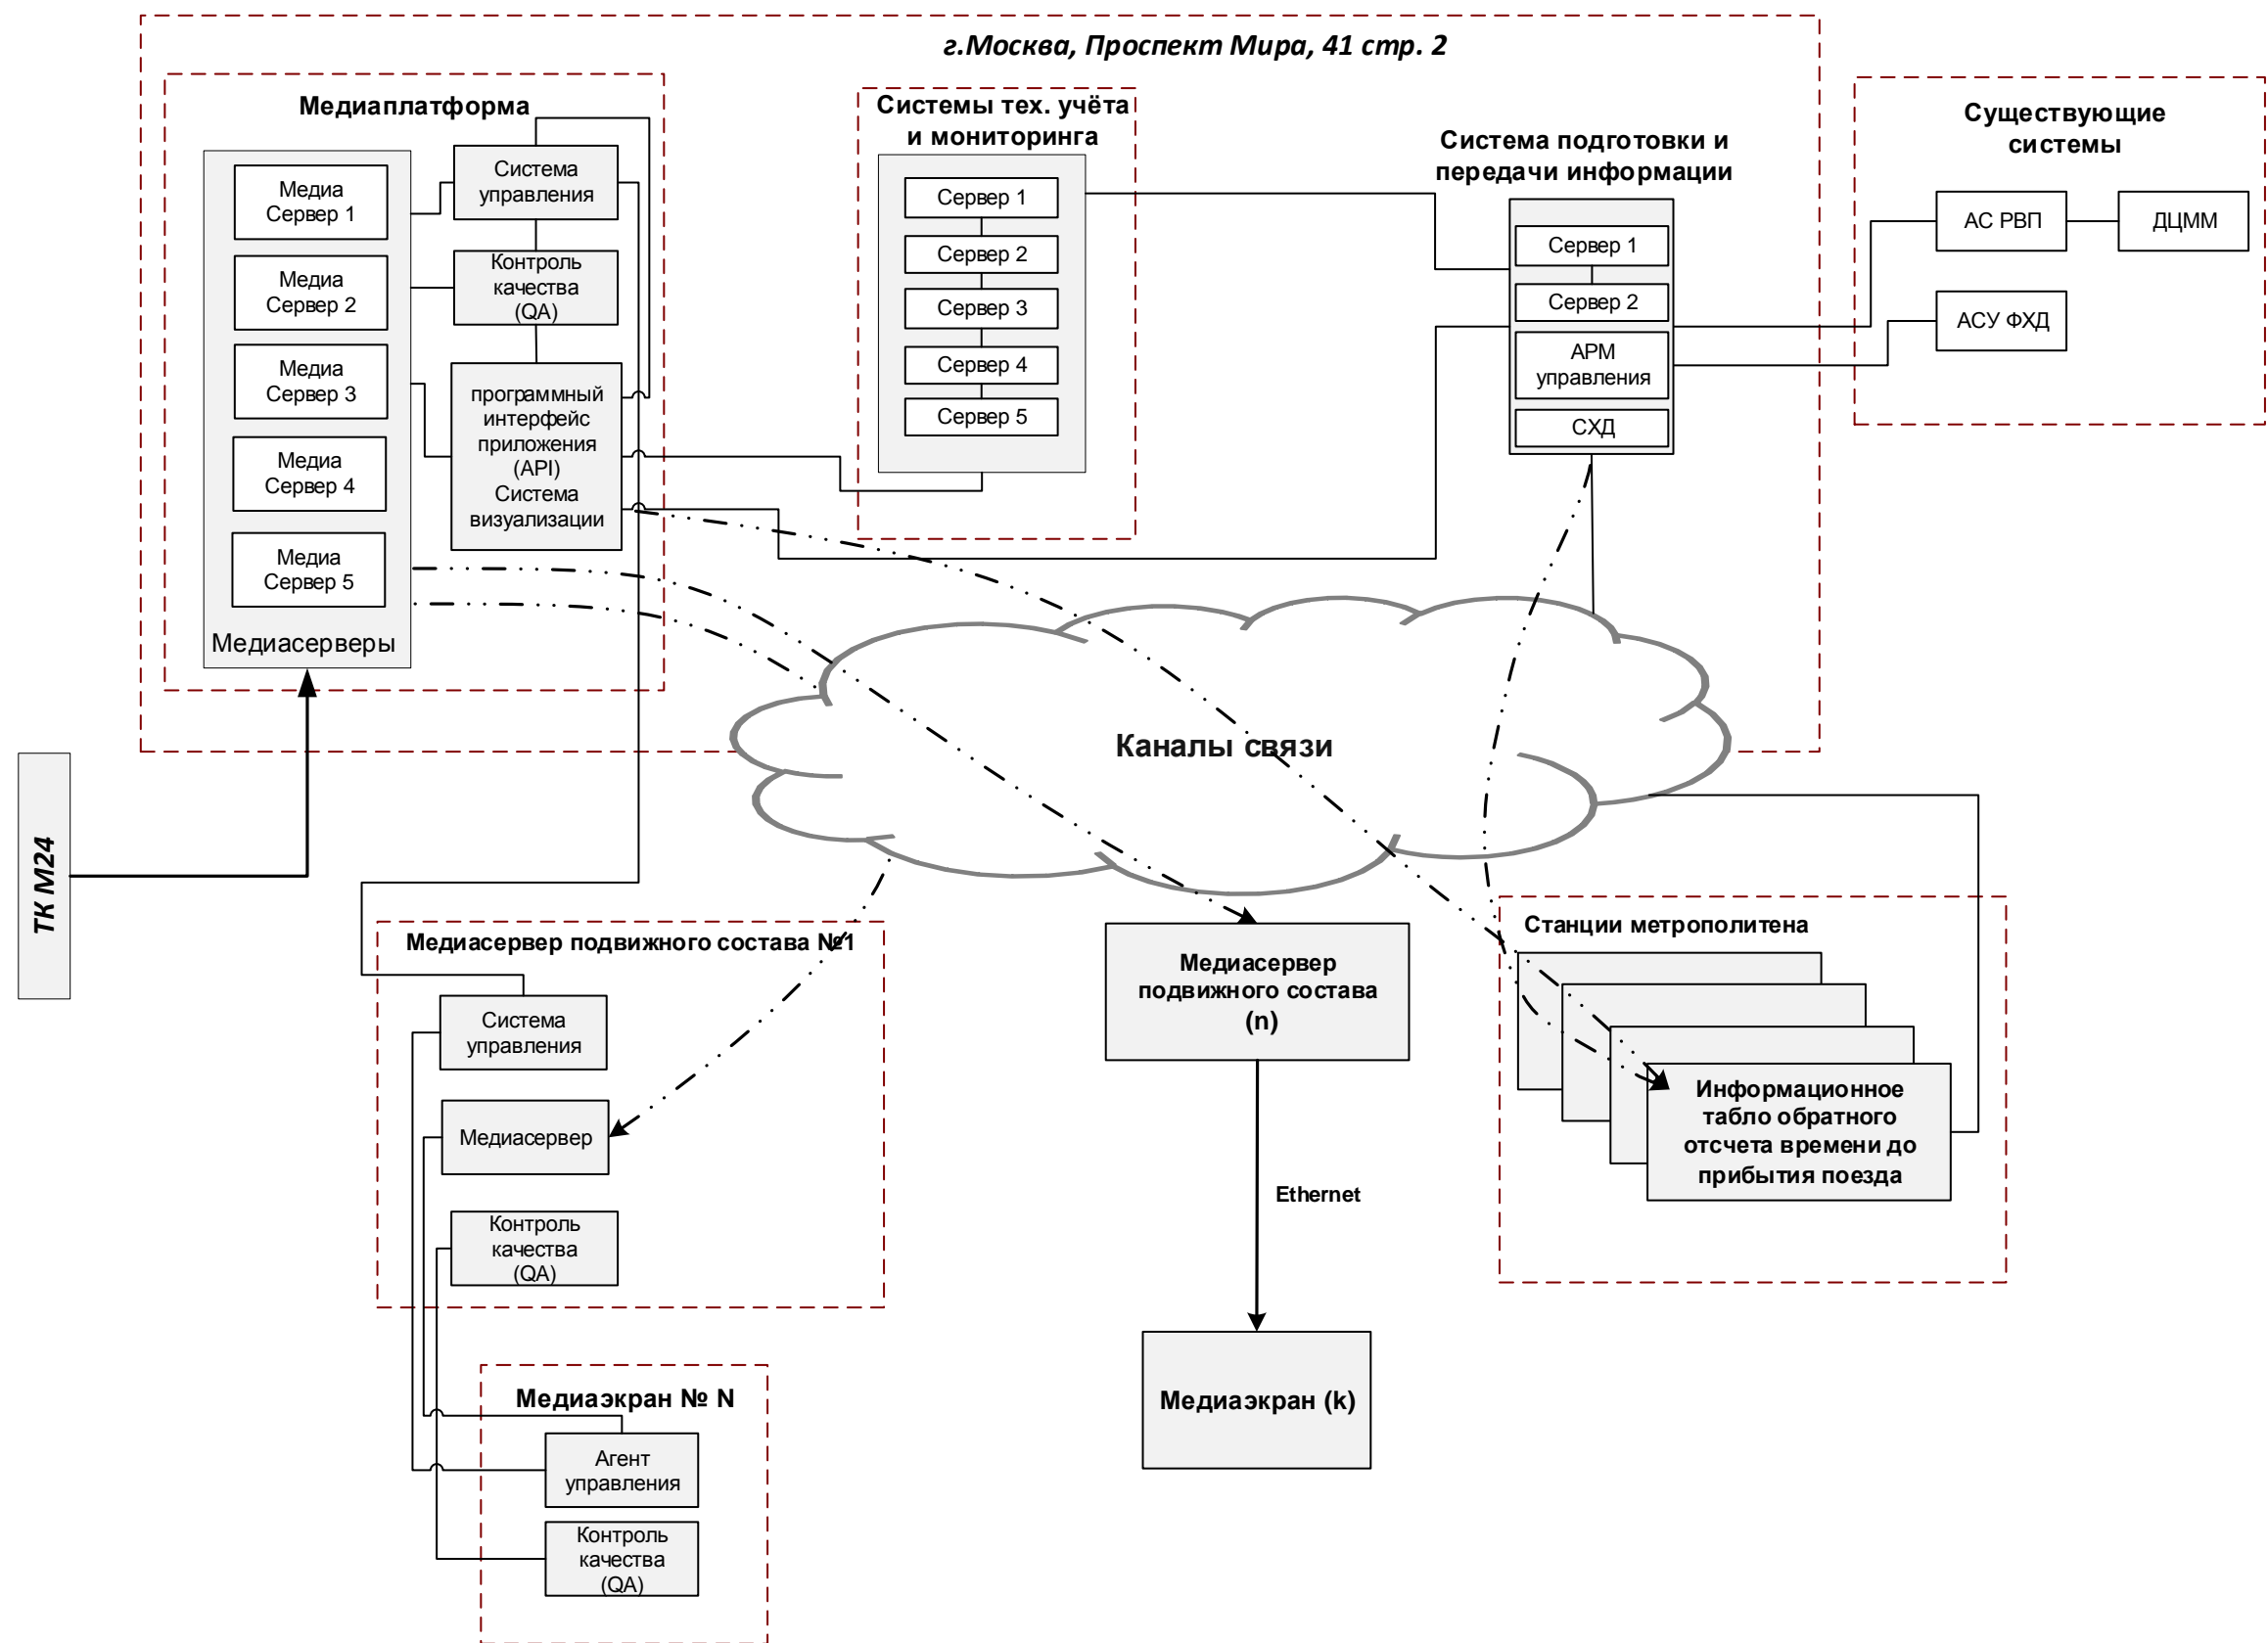 г.Москва, Проспект Мира, 41 стр. 2
Медиаплатформа
Медиа
Сервер 1
Медиа
Сервер 2
Медиа
Сервер 3
Медиа
Сервер 4
Медиа
Сервер 5
Медиасерверы
Система
управления
Контроль
качества
(QA)
программный
интерфейс
приложения
(API)
Система
визуализации
Системы тех. учёта
и мониторинга
Сервер 1
Сервер 2
Сервер 3
Сервер 4
Сервер 5
Система подготовки и
передачи информации
Сервер 1
Сервер 2
АРМ
управления
СХД
Существующие
системы
АС РВП
ДЦММ
АСУ ФХД
Каналы связи
ТК М24
Медиасервер подвижного состава №1
Система
управления
Медиасервер
Контроль
качества
(QA)
Медиаэкран № N
Агент
управления
Контроль
качества
(QA)
Медиасервер
подвижного состава
(n)
Ethernet
Медиаэкран (k)
Станции метрополитена
Информационное
табло обратного
отсчета времени до
прибытия поезда